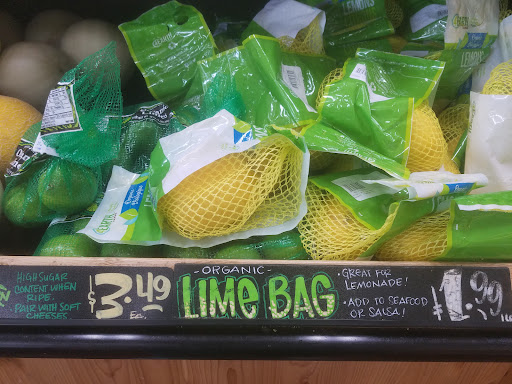 LEMONS
HIGH SUGAR
CONTENT WHEN
RIPE.
PAIR WITH SOFT
CHEESES
$3.49
EA.
-ORGANIC-
LIME BAG
• GREAT FOR
LEMONADE!
• ADD TO SEAFOOD
OR SALSA!
$1.99